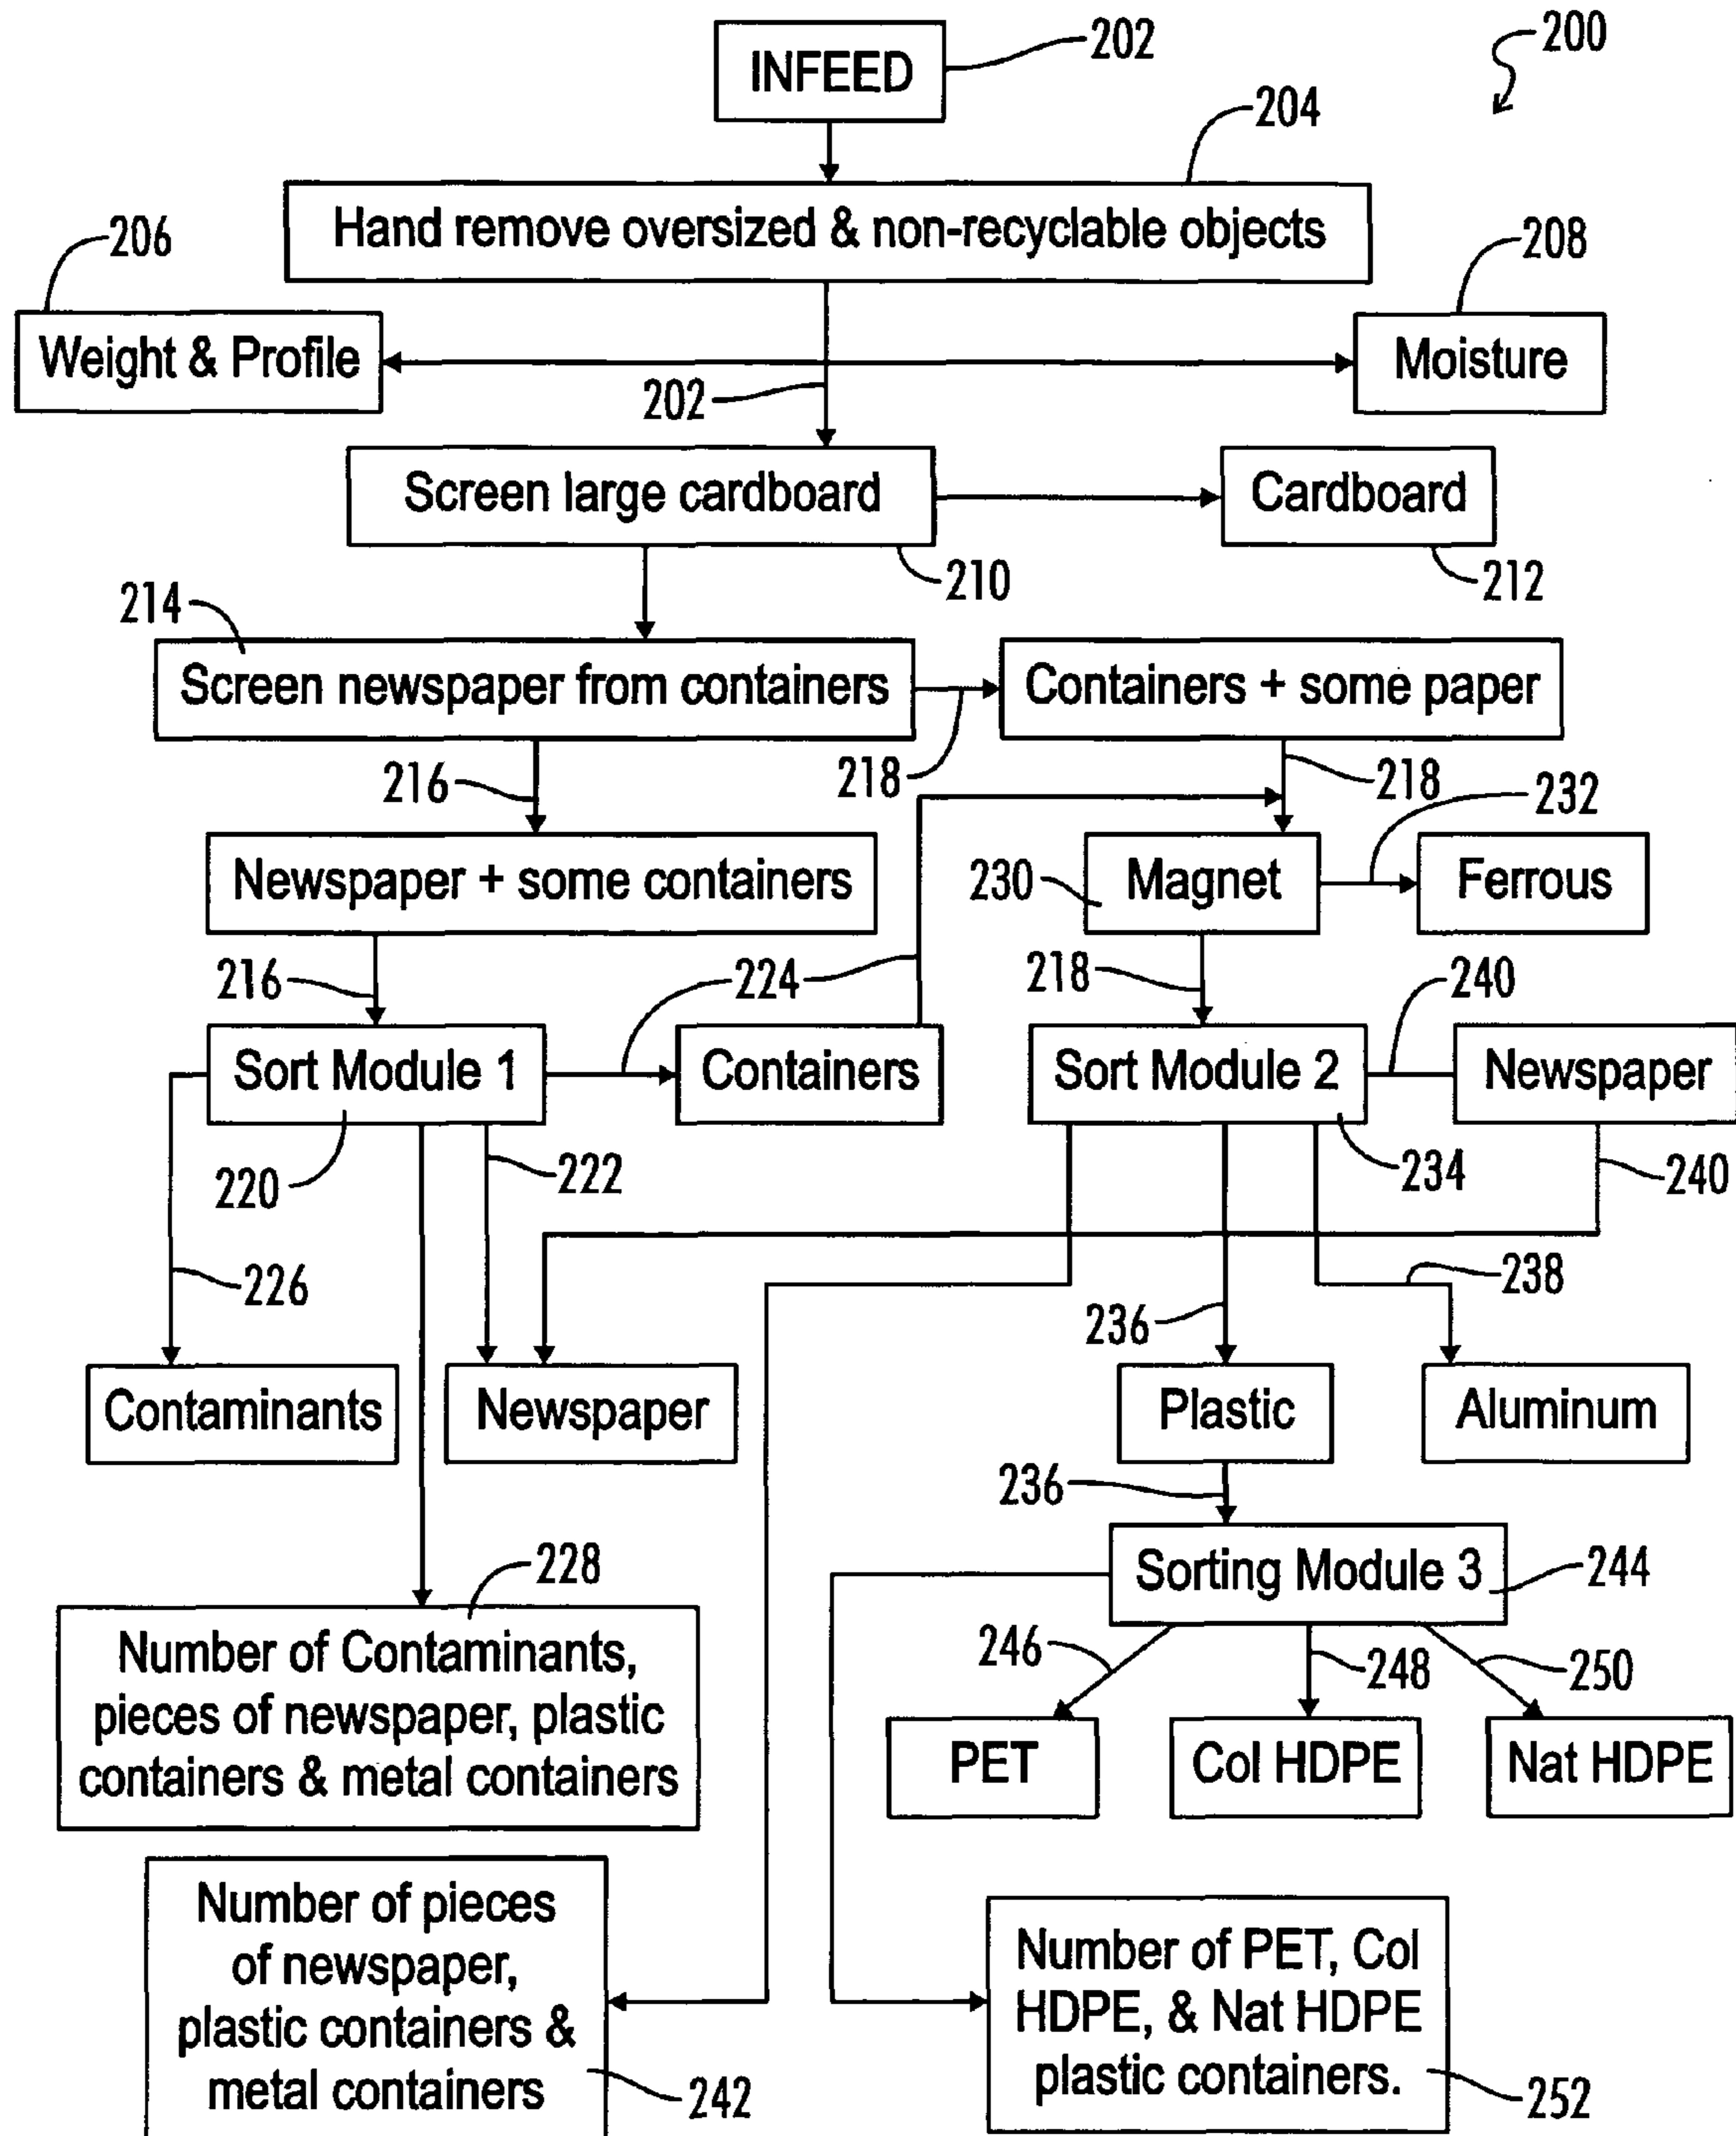 INFEED
202
200
204
Hand remove oversized & non-recyclable objects
206
208
Weight & Profile
Moisture
202
Screen large cardboard
Cardboard
210
212
214
Screen newspaper from containers
Containers + some paper
216
218
218
232
Newspaper + some containers
230
Magnet
Ferrous
216
224
218
240
Sort Module 1
Containers
Sort Module 2
Newspaper
220
222
234
240
226
236
238
Contaminants
Newspaper
Plastic
Aluminum
236
228
Sorting Module 3
244
Number of Contaminants,
pieces of newspaper, plastic
containers & metal containers
246
248
250
PET
Col HDPE
Nat HDPE
Number of pieces
of newspaper,
plastic containers &
metal containers
242
Number of PET, Col
HDPE, & Nat HDPE
plastic containers.
252